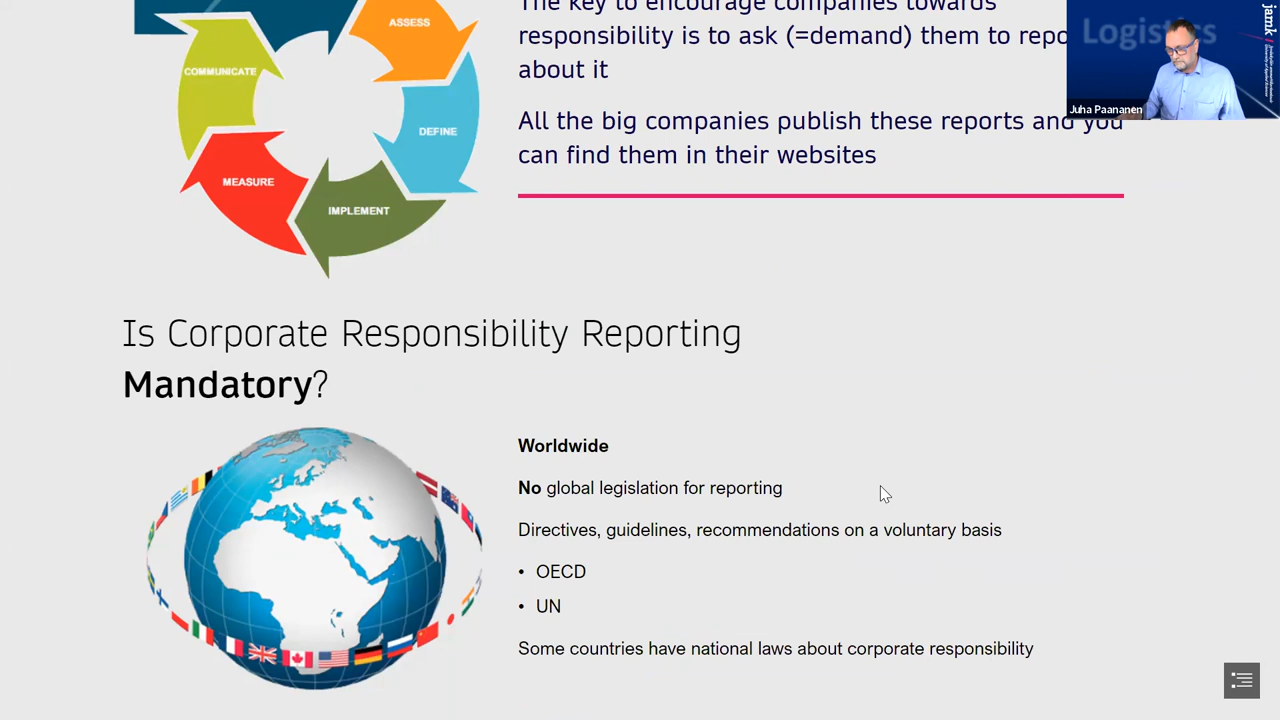 ASSESS
COMMUNICATE
DEFINE
MEASURE
IMPLEMENT
The key to encourage companies towards
responsibility is to ask (=demand) them to repo
about it
All the big companies publish these reports and you
can find them in their websites
Logistics
jamk
Juha Paananen
Is Corporate Responsibility Reporting
Mandatory?
Worldwide
No global legislation for reporting
Directives, guidelines, recommendations on a voluntary basis
• OECD
• UN
Some countries have national laws about corporate responsibility